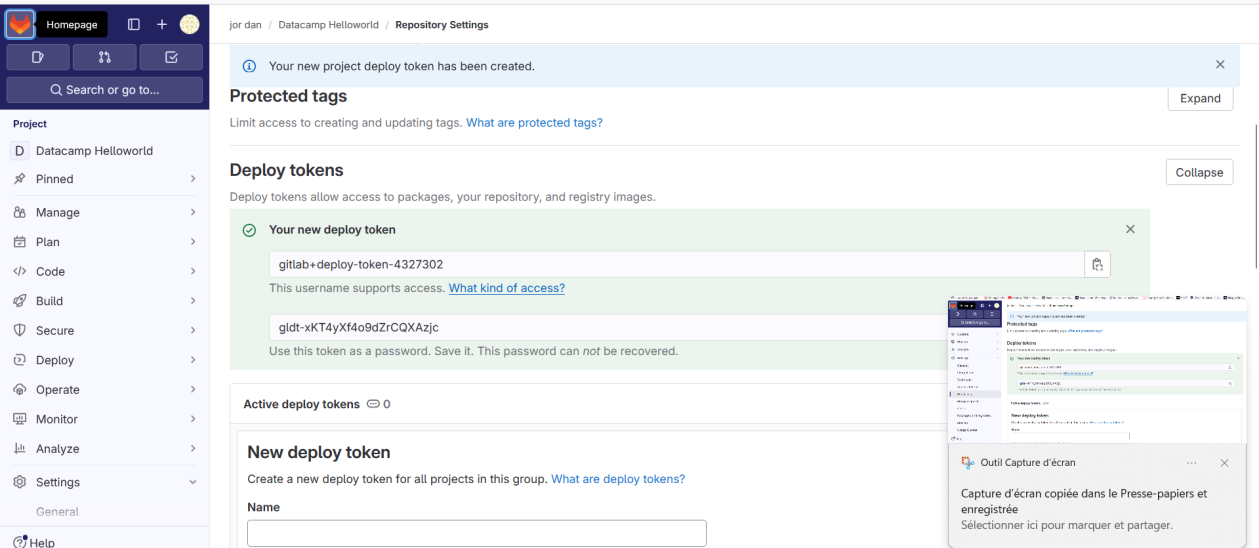 Homepage
jor dan / Datacamp Helloworld / Repository Settings
Search or go to...
Your new project deploy token has been created.
Project
D Datacamp Helloworld
Pinned
Manage
Plan
Code
Build
Secure
Deploy
Operate
Monitor
Analyze
Settings
General
Help
Protected tags
Expand
Limit access to creating and updating tags. What are protected tags?
Deploy tokens
Collapse
Deploy tokens allow access to packages, your repository, and registry images.
Your new deploy token
gitlab+deploy-token-4327302
This username supports access. What kind of access?
gldt-xKT4yXf4o9dZrCQXAzjc
Use this token as a password. Save it. This password can not be recovered.
Active deploy tokens 0
New deploy token
Create a new deploy token for all projects in this group. What are deploy tokens?
Name
Protected tags
Deploy tokens
New deploy token
Outil Capture d'écran
Capture d'écran copiée dans le Presse-papiers et
enregistrée
Sélectionner ici pour marquer et partager.